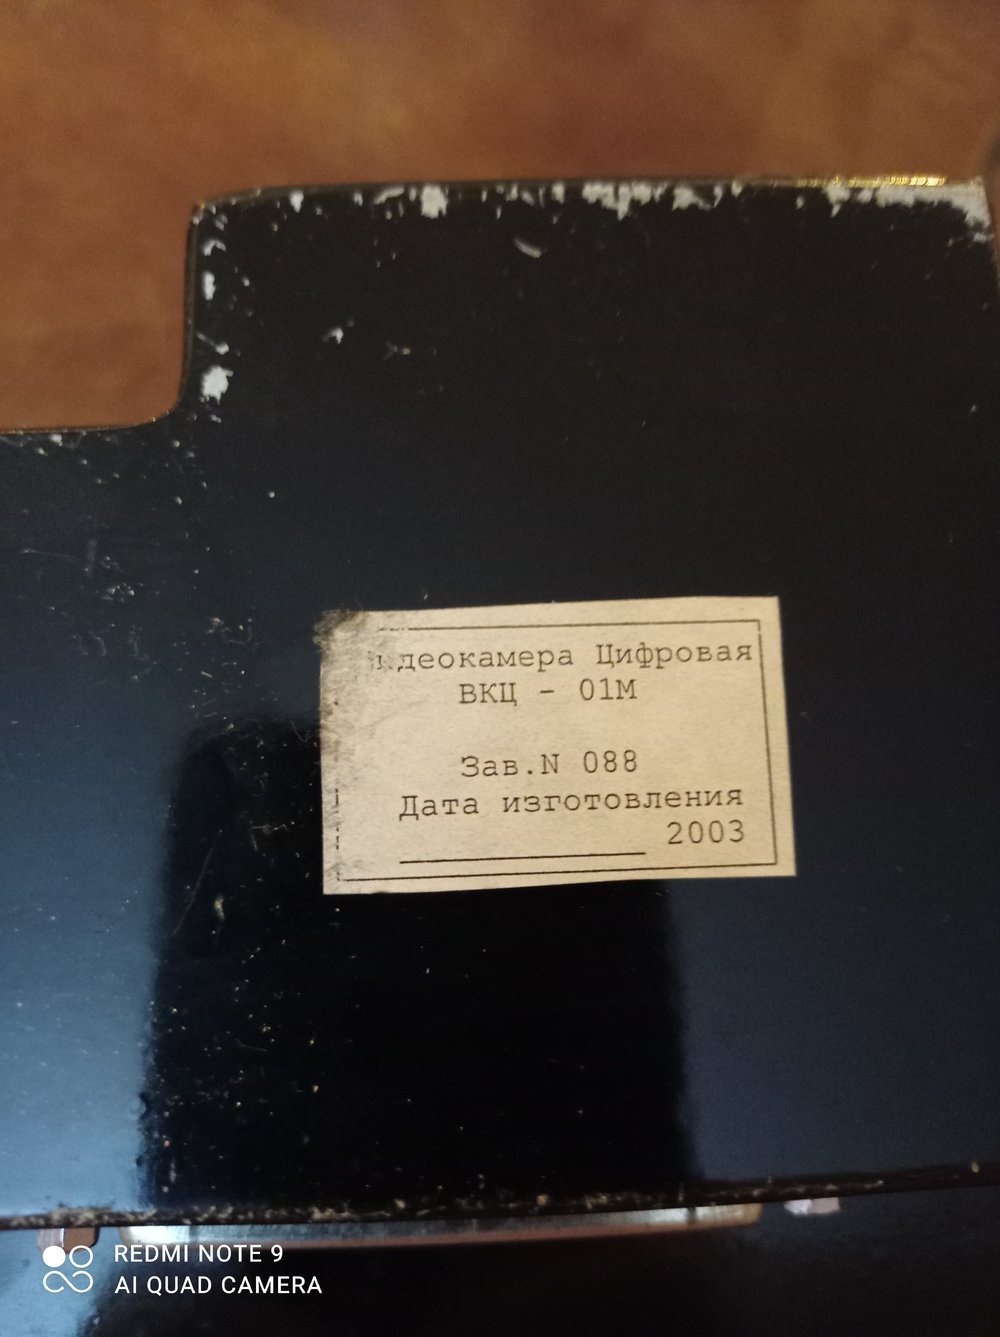 Видеокамера Цифровая
ВКЦ - 01М
Зав.N 088
Дата изготовления
2003
REDMI NOTE 9
AI QUAD CAMERA